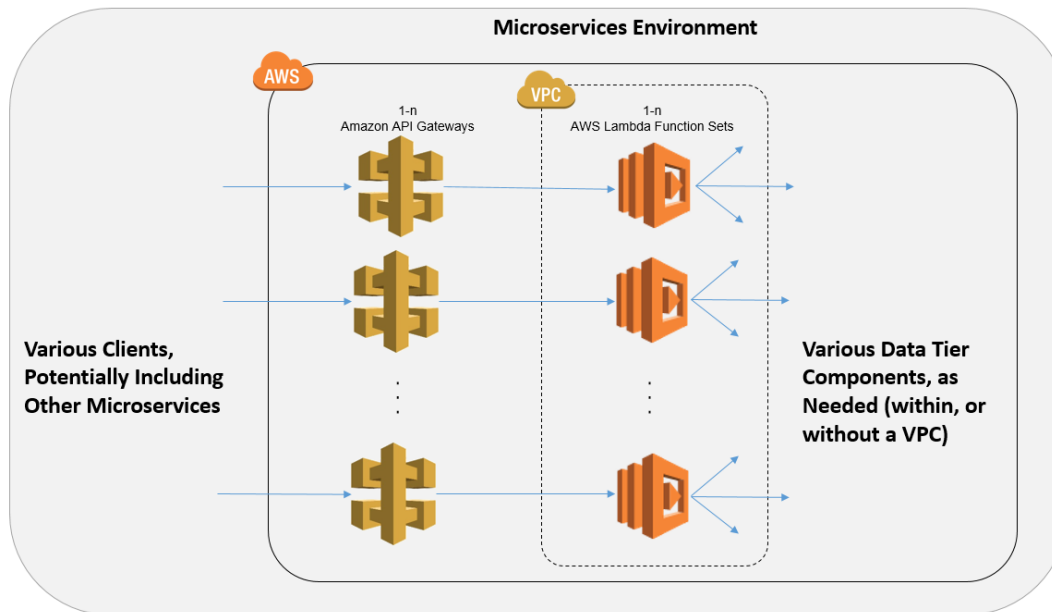 Microservices Environment
AWS
VPC
1-n
Amazon API Gateways
1-n
AWS Lambda Function Sets
Various Clients,
Potentially Including
Other Microservices
Various Data Tier
Components, as
Needed (within, or
without a VPC)